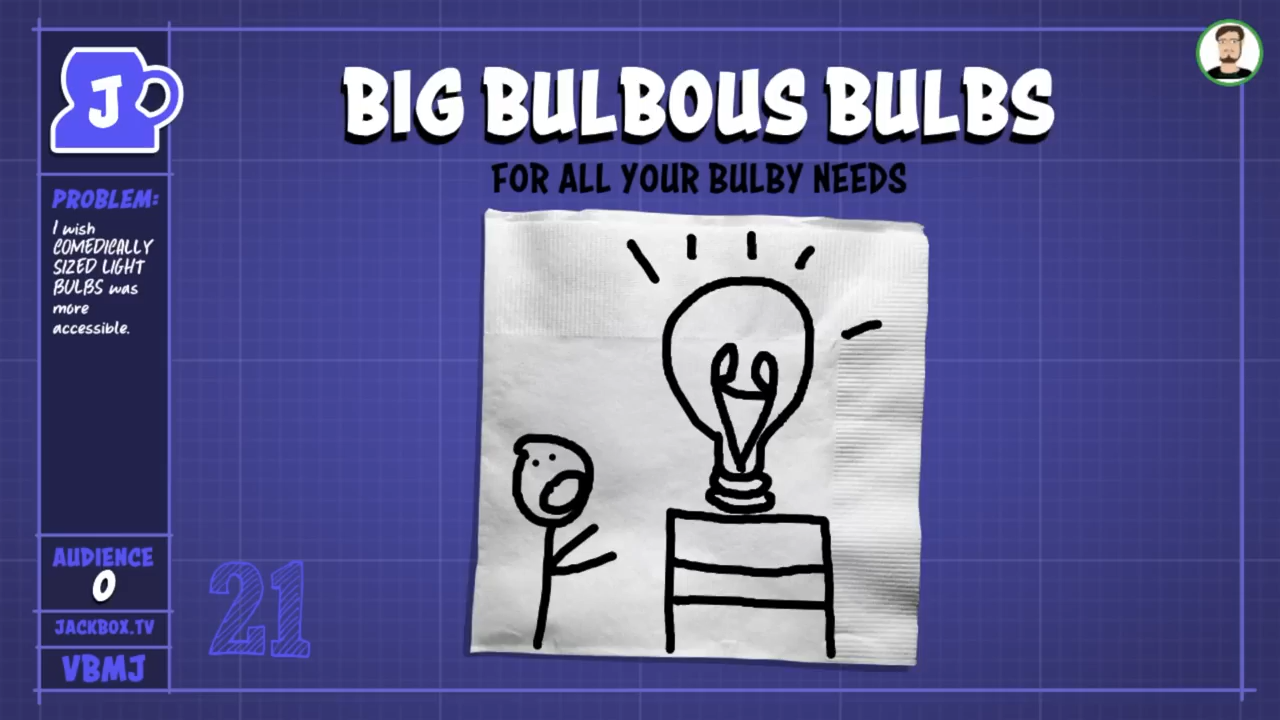 J
BIG BULBOUS BULBS
FOR ALL YOUR BULBY NEEDS
PROBLEM:
I wish
COMEDICALLY
SIZED LIGHT
BULBS was
more
accessible.
AUDIENCE
0
JACKBOX.TV
VBMJ
21